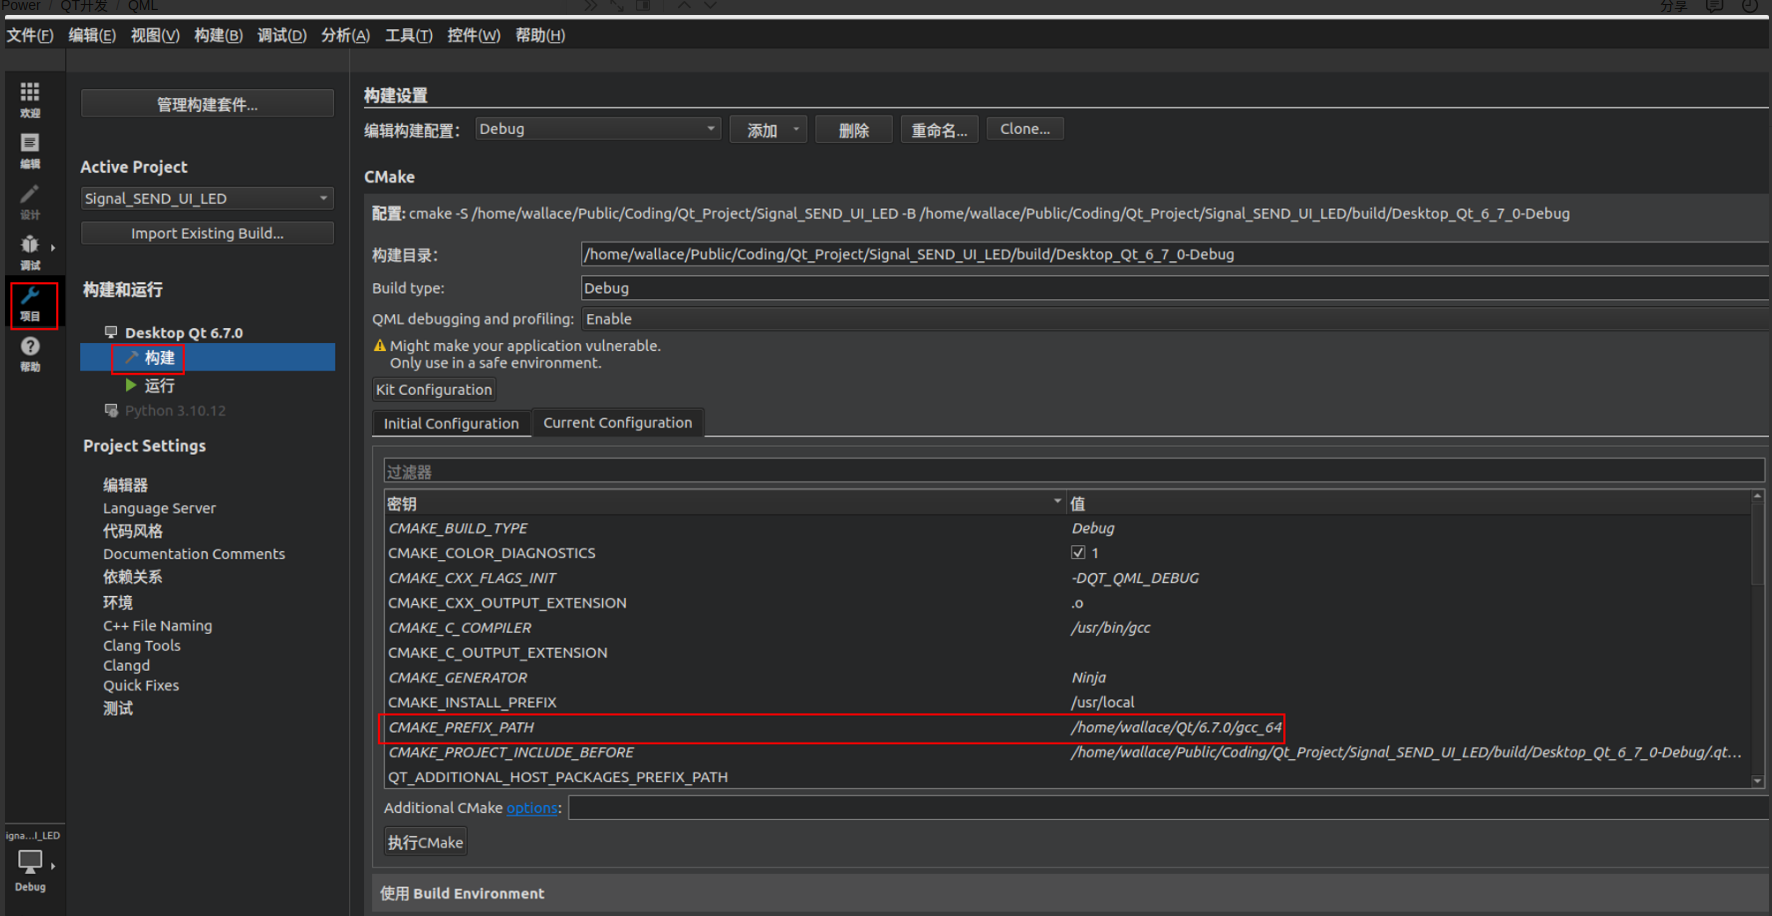 Power / QT开发 / QML
分享
文件(F) 编辑(E) 视图(V) 构建(B) 调试(D) 分析(A) 工具(T) 控件(W) 帮助(H)
欢迎
编辑
设计
调试
项目
帮助
igna...I_LED
Debug
管理构建套件...
Active Project
Signal_SEND_UI_LED
Import Existing Build...
构建和运行
Desktop Qt 6.7.0
构建
运行
Python 3.10.12
Project Settings
编辑器
Language Server
代码风格
Documentation Comments
依赖关系
环境
C++ File Naming
Clang Tools
Clangd
Quick Fixes
测试
构建设置
编辑构建配置: Debug 添加 删除 重命名... Clone...
CMake
配置: cmake -S /home/wallace/Public/Coding/Qt_Project/Signal_SEND_UI_LED -B /home/wallace/Public/Coding/Qt_Project/Signal_SEND_UI_LED/build/Desktop_Qt_6_7_0-Debug
构建目录: /home/wallace/Public/Coding/Qt_Project/Signal_SEND_UI_LED/build/Desktop_Qt_6_7_0-Debug
Build type: Debug
QML debugging and profiling: Enable
Might make your application vulnerable.
Only use in a safe environment.
Kit Configuration
Initial Configuration Current Configuration
过滤器
密钥 值
CMAKE_BUILD_TYPE Debug
CMAKE_COLOR_DIAGNOSTICS 1
CMAKE_CXX_FLAGS_INIT -DQT_QML_DEBUG
CMAKE_CXX_OUTPUT_EXTENSION .o
CMAKE_C_COMPILER /usr/bin/gcc
CMAKE_C_OUTPUT_EXTENSION
CMAKE_GENERATOR Ninja
CMAKE_INSTALL_PREFIX /usr/local
CMAKE_PREFIX_PATH /home/wallace/Qt/6.7.0/gcc_64
CMAKE_PROJECT_INCLUDE_BEFORE /home/wallace/Public/Coding/Qt_Project/Signal_SEND_UI_LED/build/Desktop_Qt_6_7_0-Debug/.qt...
QT_ADDITIONAL_HOST_PACKAGES_PREFIX_PATH
Additional CMake options:
执行CMake
使用 Build Environment